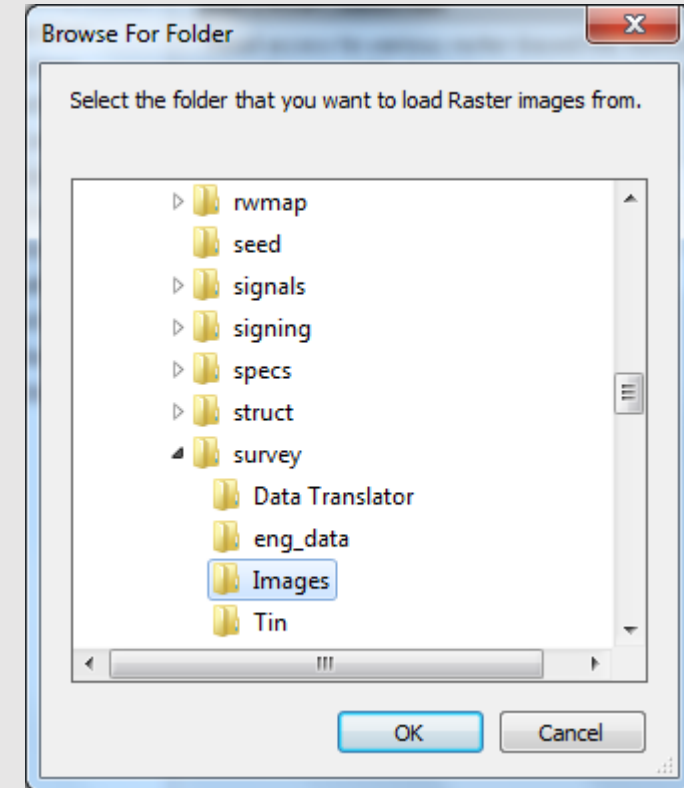 Browse For Folder
Select the folder that you want to load Raster images from.
rwmap
seed
signals
signing
specs
struct
survey
Data Translator
eng_data
Images
Tin
OK Cancel